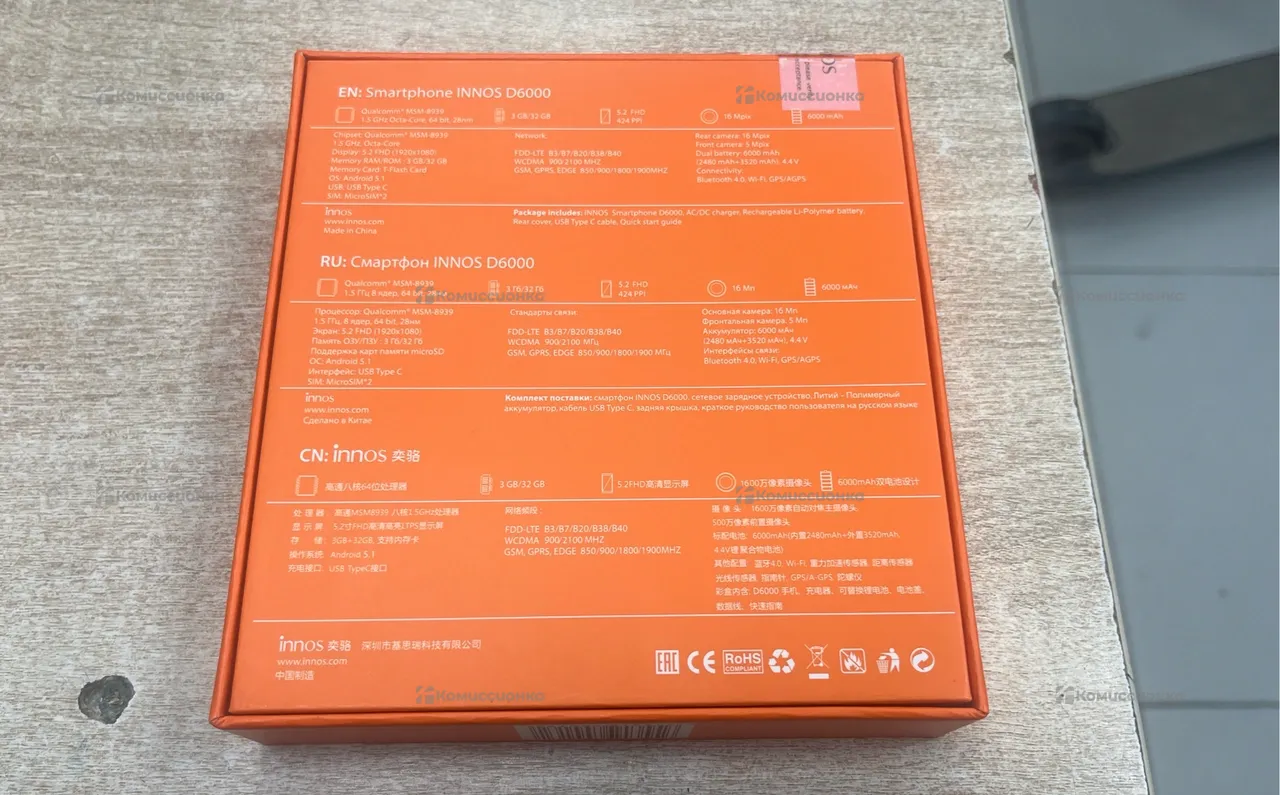 EN: Smartphone INNOS D6000
Qualcomm® MSM-8939
1.5 GHz Octa-Core, 64 bit, 28nm
3 GB/32 GB
5.2 FHD
424 PPI
16 Mpix
6000 mAh
Chipset: Qualcomm® MSM-8939
1.5 GHz, Octa-Core
Display: 5.2 FHD (1920x1080)
Memory RAM/ROM : 3 GB/32 GB
Memory Card: T-Flash Card
OS: Android 5.1
USB: USB Type C
SIM: MicroSIM*2
Network:
FDD-LTE B3/B7/B20/B38/B40
WCDMA 900/2100 MHZ
GSM, GPRS, EDGE 850/900/1800/1900MHZ
Rear camera: 16 Mpix
Front camera: 5 Mpix
Dual battery: 6000 mAh
(2480 mAh+3520 mAh), 4.4 V
Connectivity:
Bluetooth 4.0, Wi-Fi, GPS/AGPS
innos
www.innos.com
Made in China
Package includes: INNOS Smartphone D6000, AC/DC charger, Rechargeable Li-Polymer battery,
Rear cover, USB Type C cable, Quick start guide
RU: Смартфон INNOS D6000
Qualcomm® MSM-8939
1.5 ГГц 8 ядер, 64 bit, 28нм
3 Гб/32 Гб
5.2 FHD
424 PPI
16 Мп
6000 мАч
Процессор: Qualcomm® MSM-8939
1.5 ГГц, 8 ядер, 64-bit, 28нм
Экран: 5.2 FHD (1920x1080)
Память ОЗУ/ПЗУ : 3 Гб/32 Гб
Поддержка карт памяти microSD
ОС: Android 5.1
Интерфейс: USB Type C
SIM: MicroSIM*2
Стандарты связи:
FDD-LTE B3/B7/B20/B38/B40
WCDMA 900/2100 МГц
GSM, GPRS, EDGE 850/900/1800/1900 МГц
Основная камера: 16 Мп
Фронтальная камера: 5 Мп
Аккумулятор: 6000 мАч
(2480 мАч+3520 мАч), 4.4 V
Интерфейсы связи:
Bluetooth 4.0, Wi-Fi, GPS/AGPS
innos
www.innos.com
Сделано в Китае
Комплект поставки: смартфон INNOS D6000, сетевое зарядное устройство, Литий - Полимерный
аккумулятор, кабель USB Type C, задняя крышка, краткое руководство пользователя на русском языке
CN: innos 奕骆
高速八核64位处理器
3 GB/32 GB
5.2FHD高清显示屏
1600万像素摄像头
6000mAh双电池设计
处 理 器 高速MSM8939 八核1.5GHz处理器
显 示 屏 5.2寸FHD高清高亮LTPS显示屏
存 储 3GB+32GB, 支持内存卡
操作系统: Android 5.1
充电接口: USB TypeC接口
网络频段 :
FDD-LTE B3/B7/B20/B38/B40
WCDMA 900/2100 MHZ
GSM, GPRS, EDGE 850/900/1800/1900MHZ
摄 像 头 1600万像素自动对焦主摄像头,
500万像素前置摄像头
标配电池: 6000mAh(内置2480mAh+外置3520mAh,
4.4V锂聚合物电池)
其他配置: 蓝牙4.0, Wi-Fi, 重力加速传感器, 距离传感器
光线传感器, 指南针, GPS/A-GPS, 陀螺仪
彩盒内含: D6000 手机、充电器、可替换锂电池、电池盖,
数据线、快速指南
innos 奕骆 深圳市基思瑞科技有限公司
www.innos.com
中国制造
EAC CE RoHS
COMPLIANT
Комиссионка
Комиссионка
Комиссионка
Комиссионка
Комиссионка
Комиссионка
Комиссионка
Комиссионка